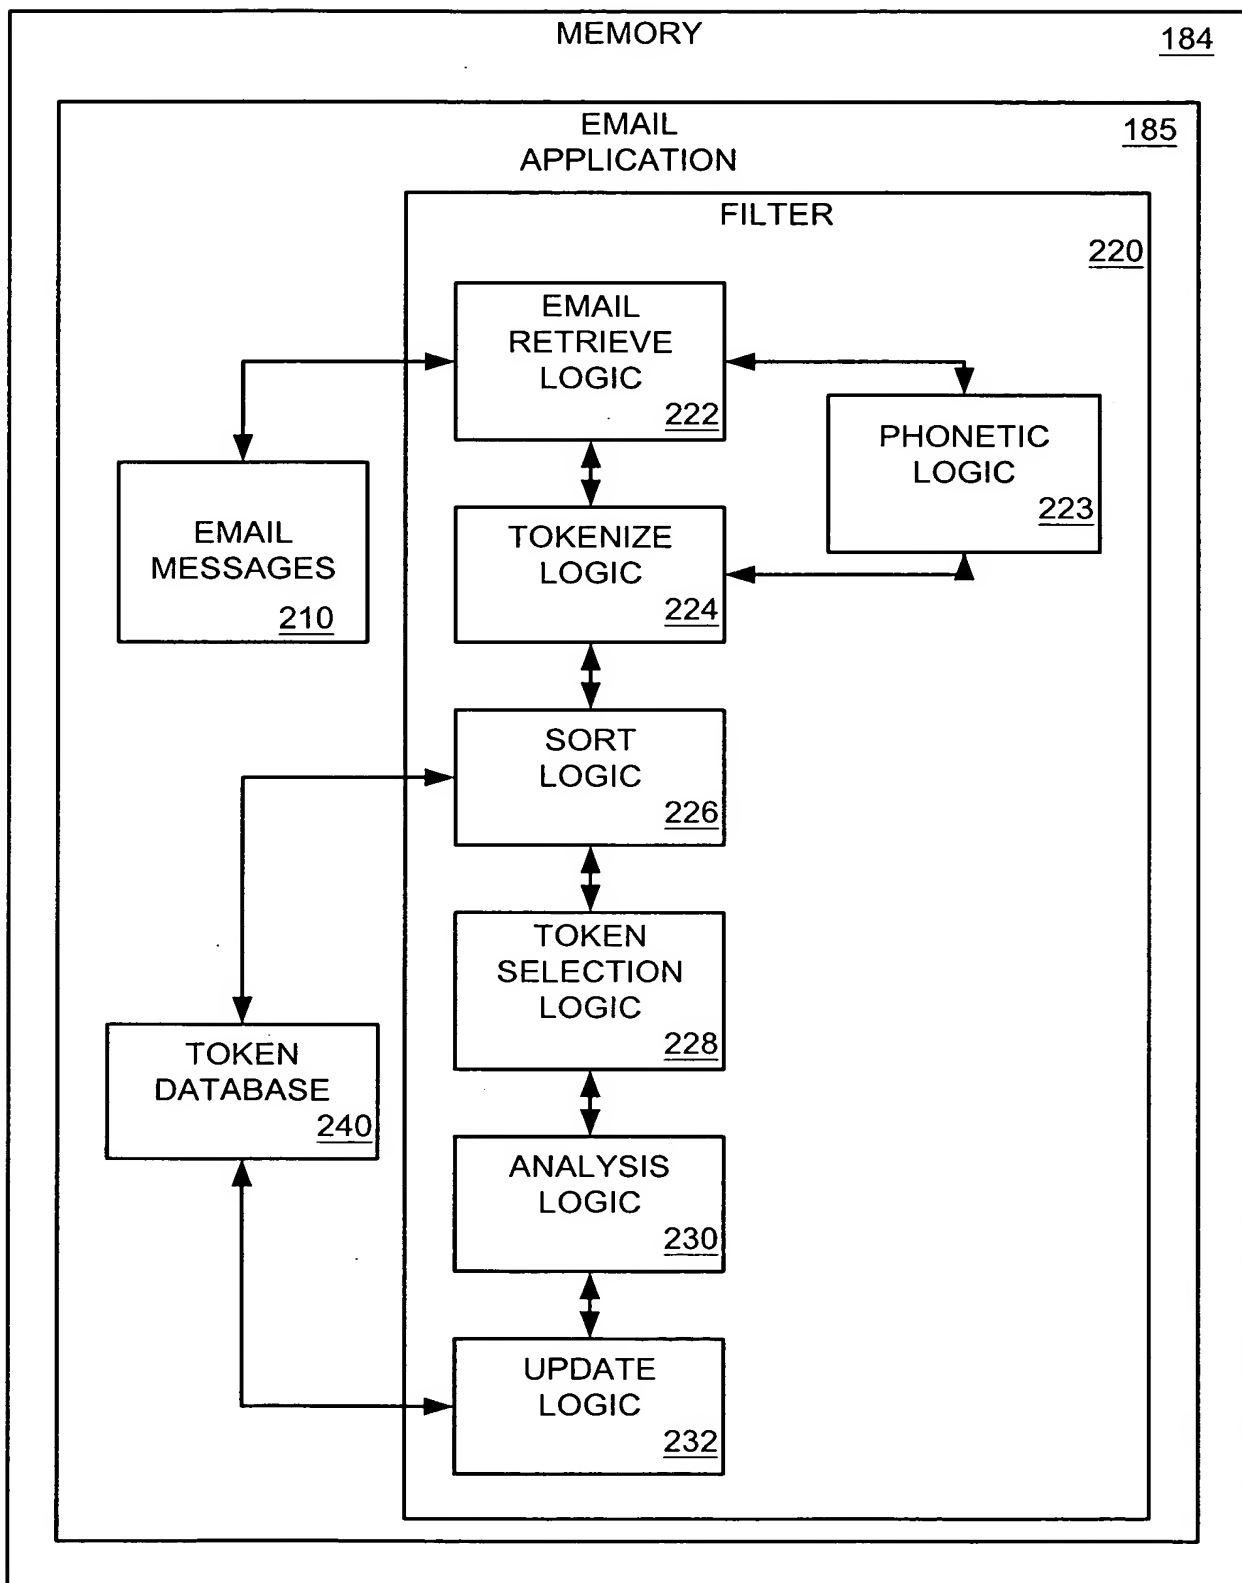 MEMORY
184
EMAIL
APPLICATION
185
FILTER
220
EMAIL
RETRIEVE
LOGIC
222
PHONETIC
LOGIC
223
EMAIL
MESSAGES
210
TOKENIZE
LOGIC
224
SORT
LOGIC
226
TOKEN
SELECTION
LOGIC
228
TOKEN
DATABASE
240
ANALYSIS
LOGIC
230
UPDATE
LOGIC
232